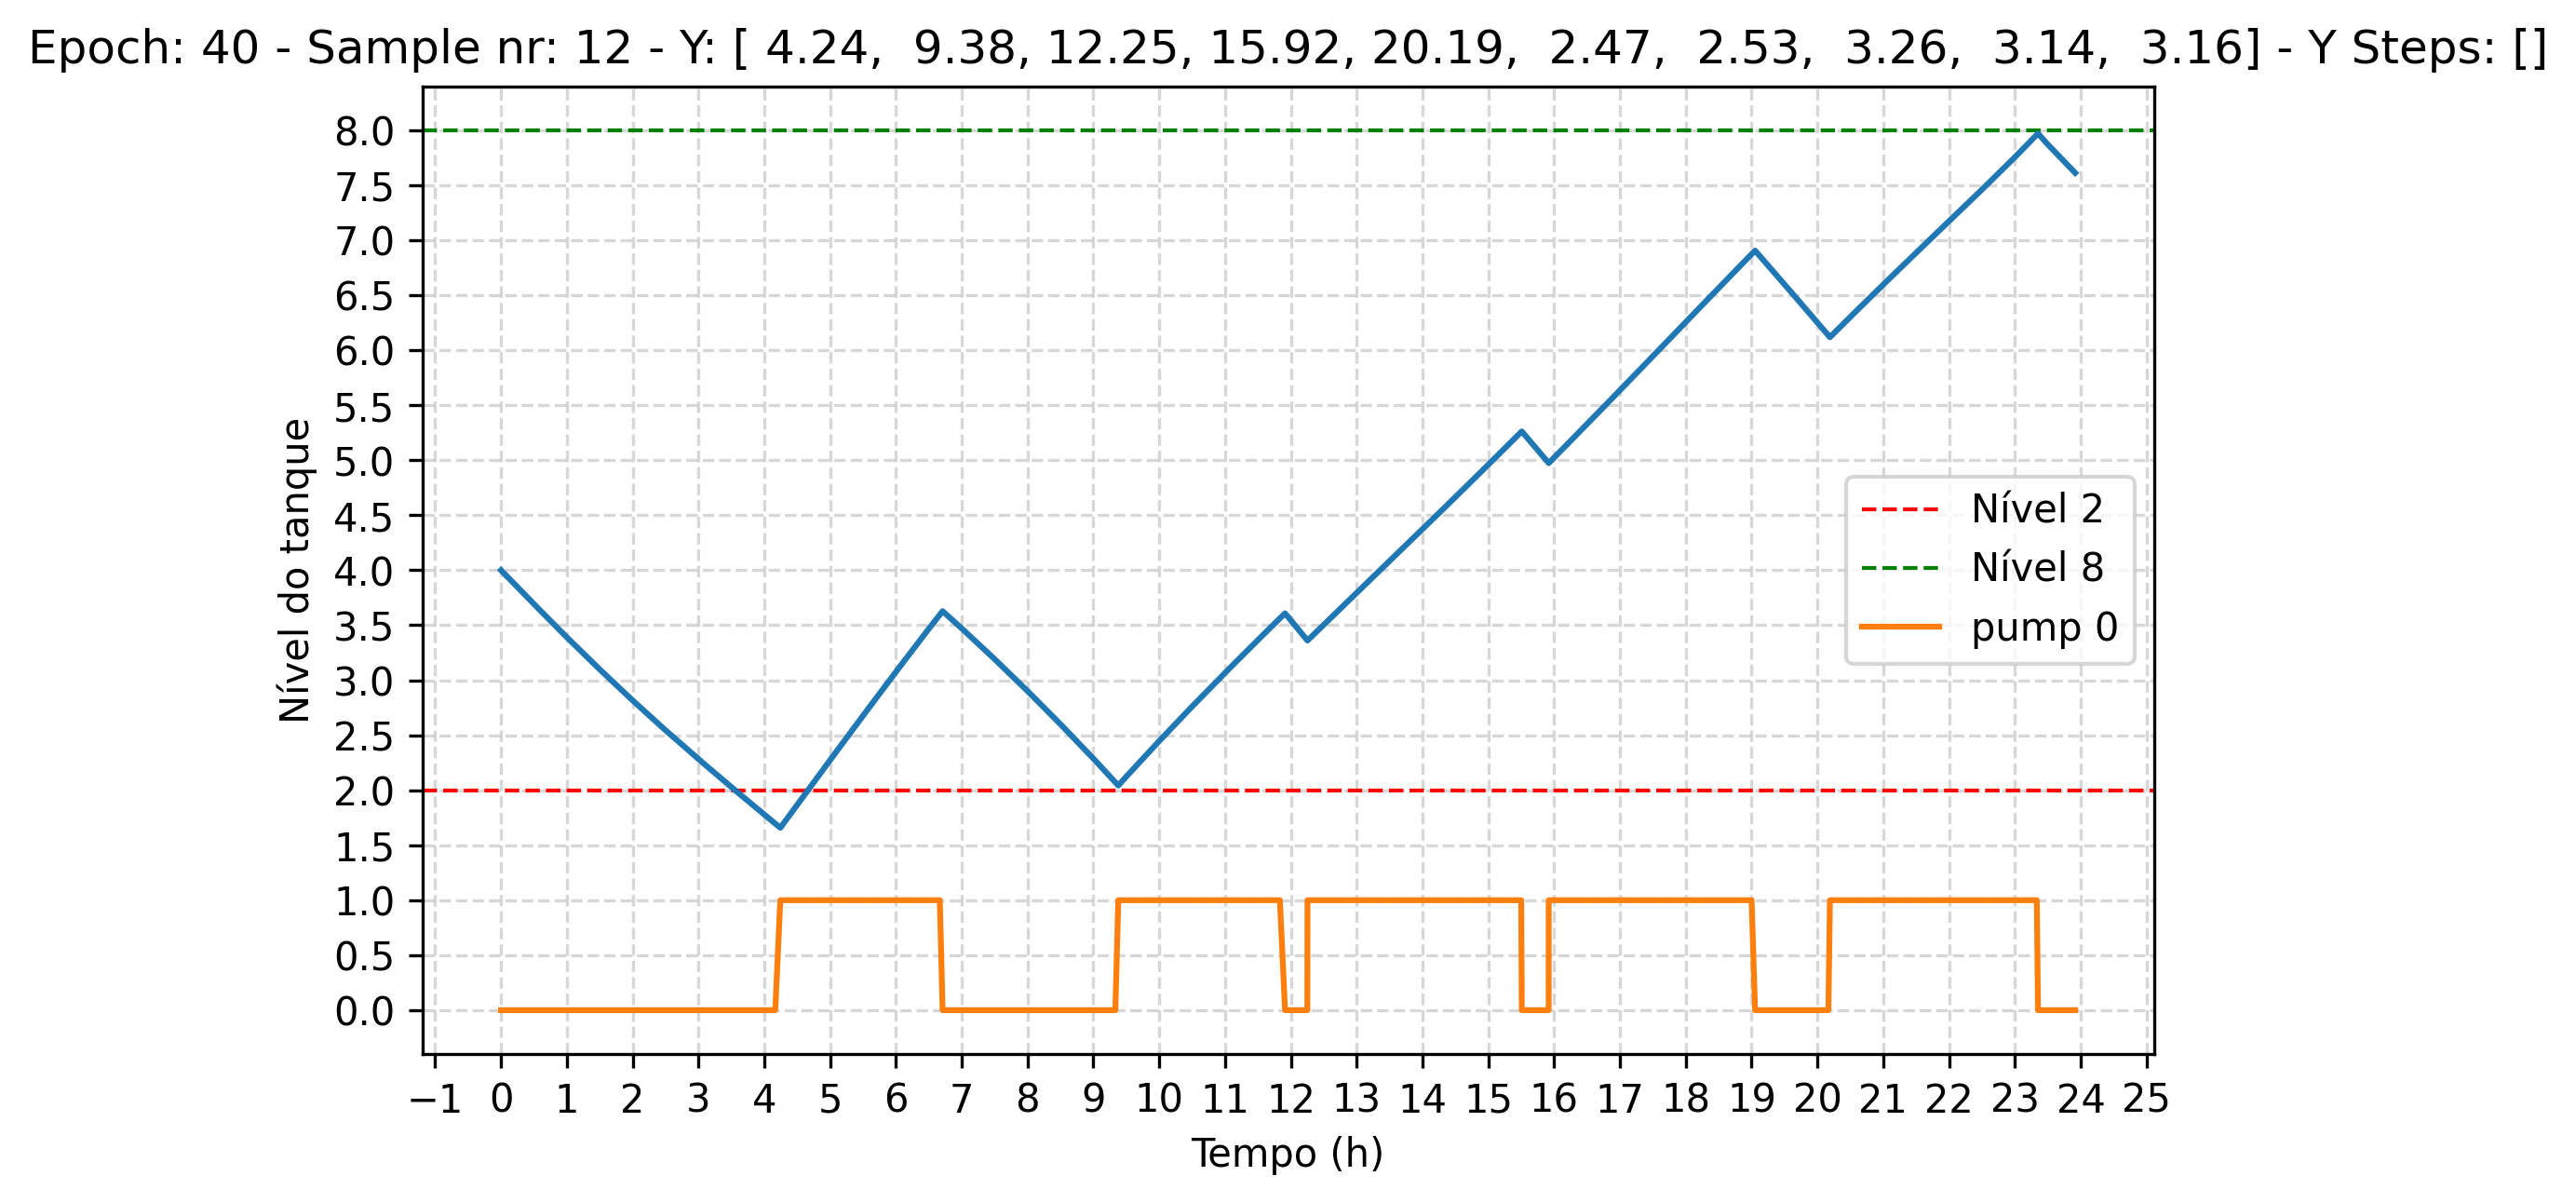 Epoch: 40 - Sample nr: 12 - Y: [ 4.24,  9.38, 12.25, 15.92, 20.19,  2.47,  2.53,  3.26,  3.14,  3.16] - Y Steps: []
8.0
7.5
7.0
6.5
6.0
5.5
5.0
4.5
4.0
3.5
3.0
2.5
2.0
1.5
1.0
0.5
0.0
Nível do tanque
Nível 2
Nível 8
pump 0
−1 0 1 2 3 4 5 6 7 8 9 10 11 12 13 14 15 16 17 18 19 20 21 22 23 24 25
Tempo (h)